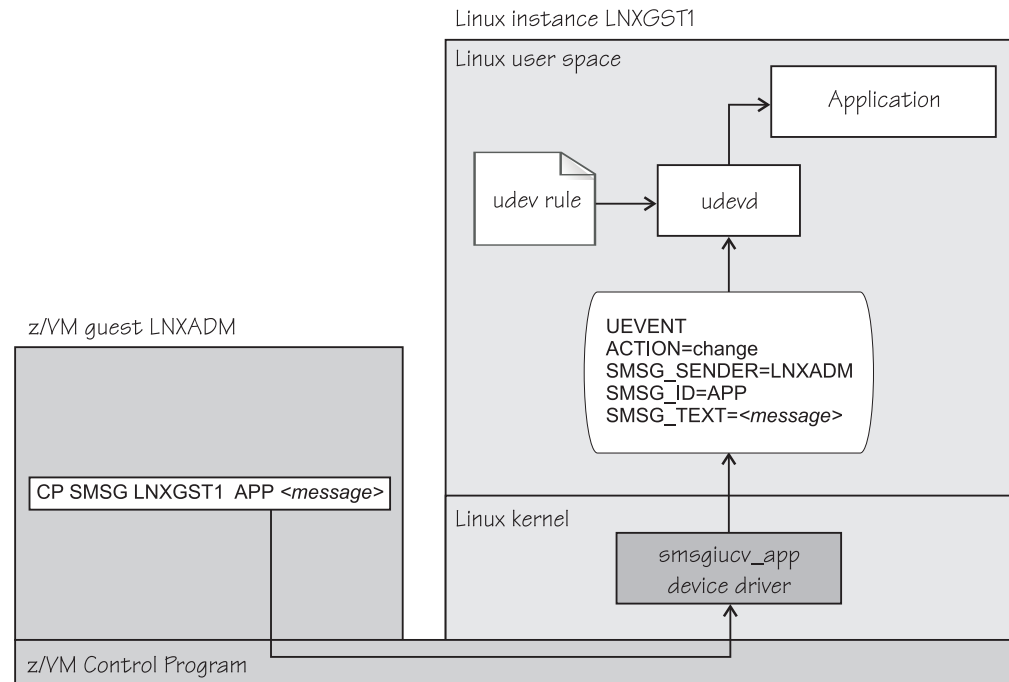 Linux instance LNXGST1
Linux user space
Application
udev rule
udevd
UEVENT
ACTION=change
SMSG_SENDER=LNXADM
SMSG_ID=APP
SMSG_TEXT=<message>
z/VM guest LNXADM
CP SMSG LNXGST1 APP <message>
Linux kernel
smsgiucv_app
device driver
z/VM Control Program